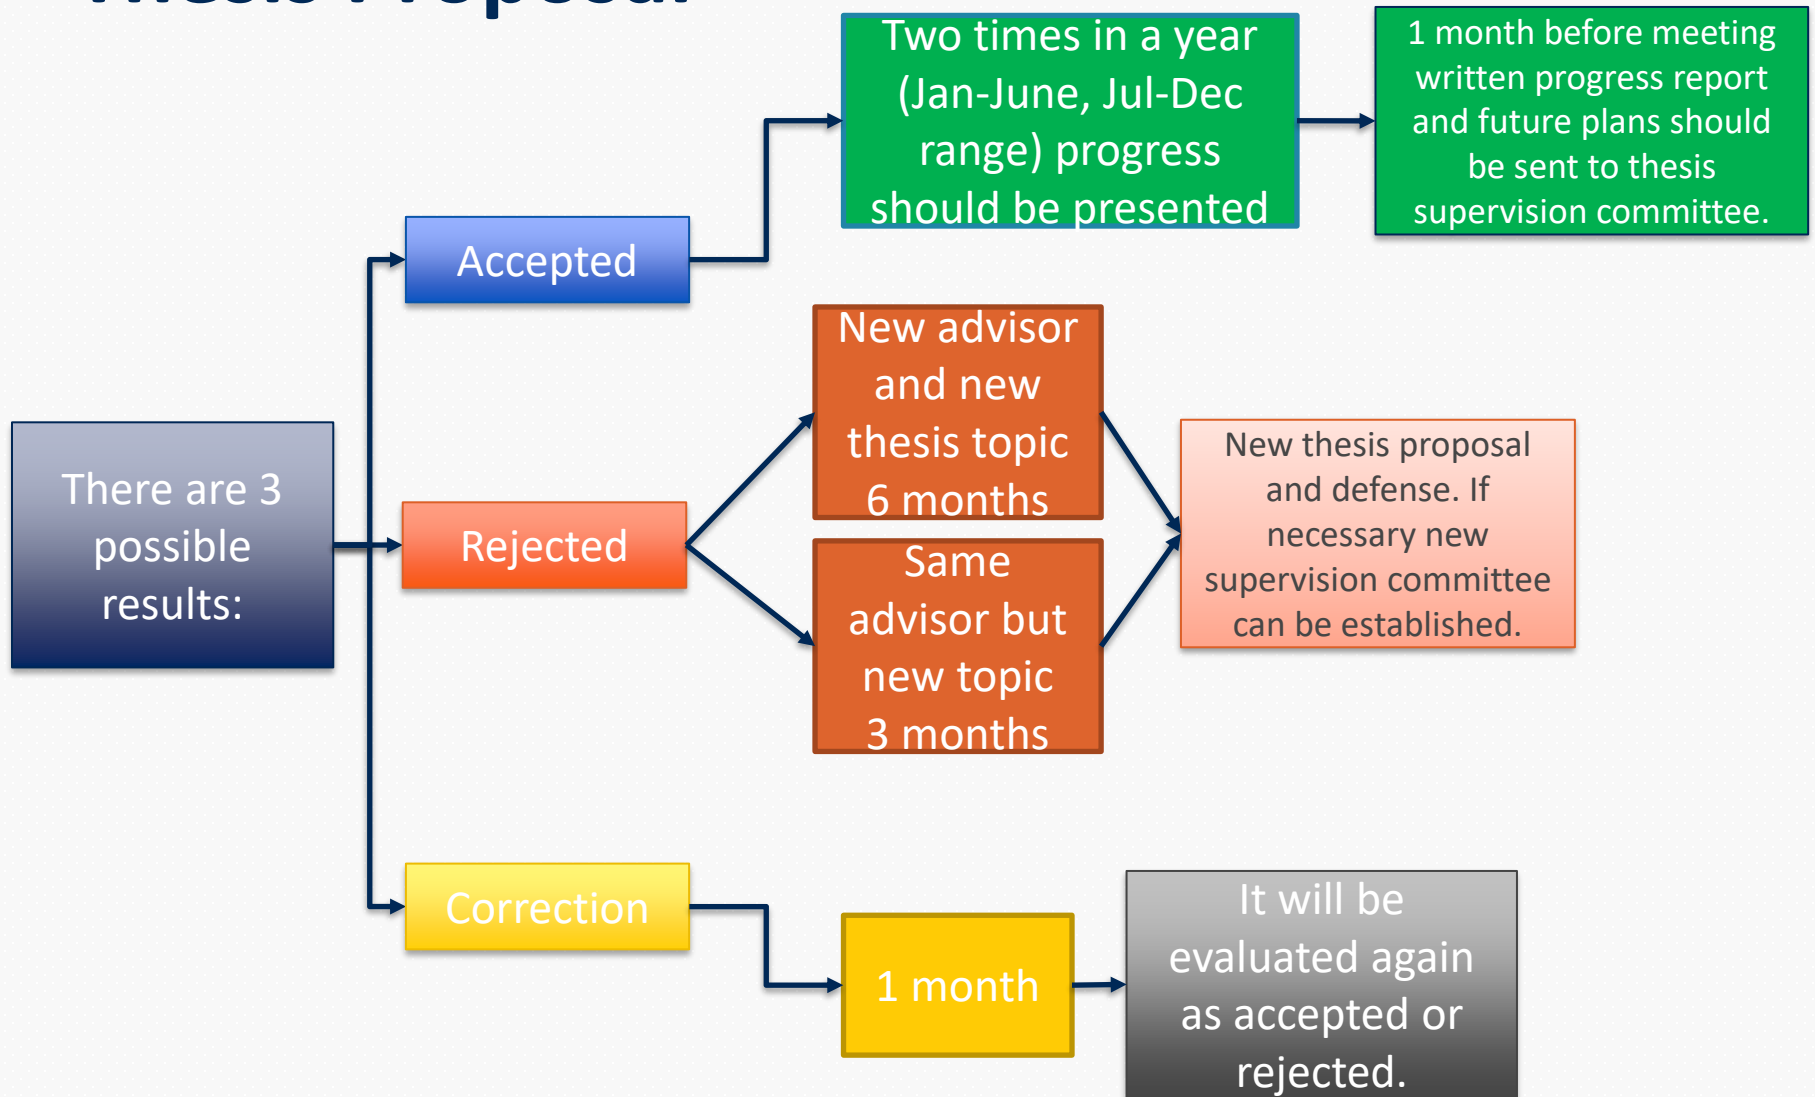 Thesis Proposal
Two times in a year
(Jan-June, Jul-Dec
range) progress
should be presented
1 month before meeting
written progress report
and future plans should
be sent to thesis
supervision committee.
Accepted
New advisor
and new
thesis topic
6 months
There are 3
possible
results:
Rejected
New thesis proposal
and defense. If
necessary new
supervision committee
can be established.
Same
advisor but
new topic
3 months
Correction
1 month
It will be
evaluated again
as accepted or
rejected.